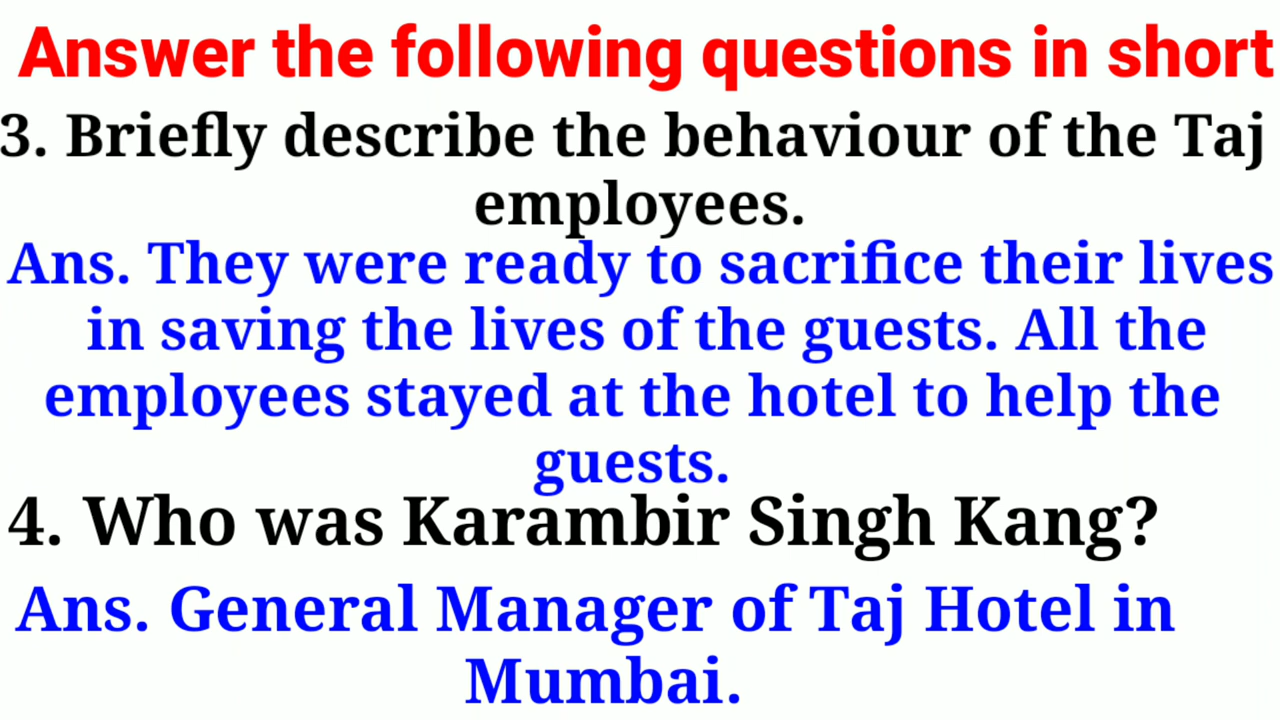 Answer the following questions in short
3. Briefly describe the behaviour of the Taj
employees.
Ans. They were ready to sacrifice their lives
in saving the lives of the guests. All the
employees stayed at the hotel to help the
guests.
4. Who was Karambir Singh Kang?
Ans. General Manager of Taj Hotel in
Mumbai.